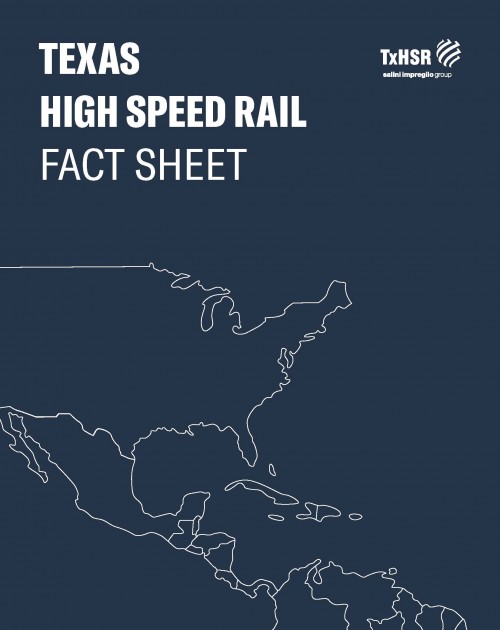 TEXAS
HIGH SPEED RAIL
FACT SHEET
TxHSR
salini impregilo group